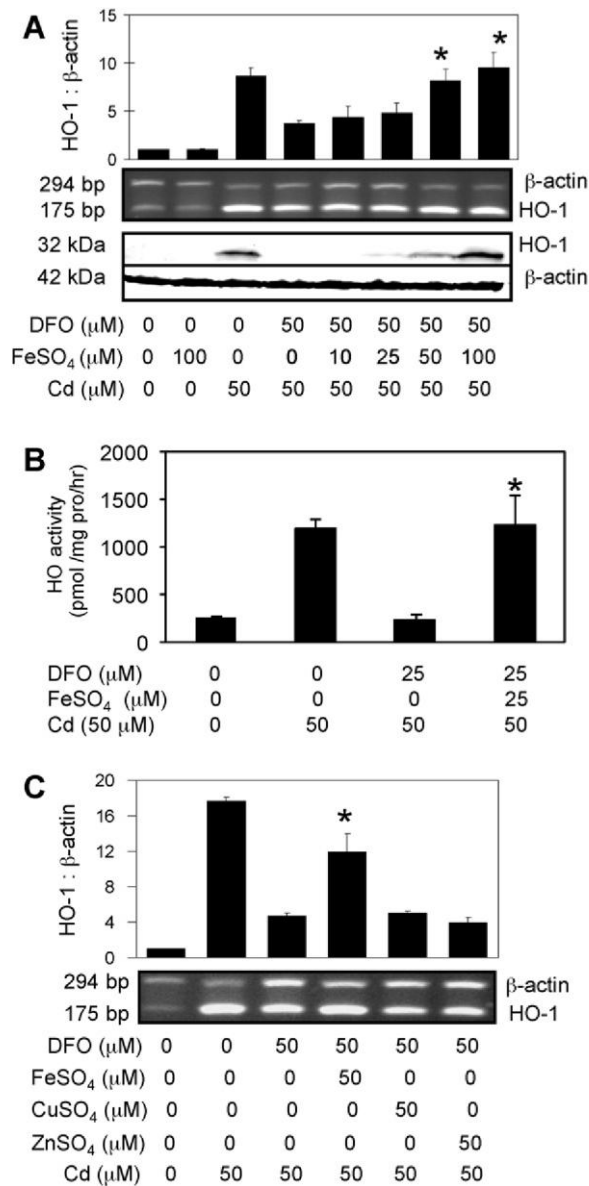 A
HO-1 : β-actin
15
10
5
0
*
*
294 bp
β-actin
175 bp
HO-1
32 kDa
HO-1
42 kDa
β-actin
DFO (μM) 0 0 0 50 50 50 50 50
FeSO4 (μM) 0 100 0 0 10 25 50 100
Cd (μM) 0 0 50 50 50 50 50 50
B
HO activity
(pmol /mg pro/hr)
2000
1500
1000
500
0
*
DFO (μM) 0 0 25 25
FeSO4 (μM) 0 0 0 25
Cd (50 μM) 0 50 50 50
C
HO-1 : β-actin
20
16
12
8
4
0
*
294 bp
β-actin
175 bp
HO-1
DFO (μM) 0 0 50 50 50 50
FeSO4 (μM) 0 0 0 50 0 0
CuSO4 (μM) 0 0 0 0 50 0
ZnSO4 (μM) 0 0 0 0 0 50
Cd (μM) 0 50 50 50 50 50